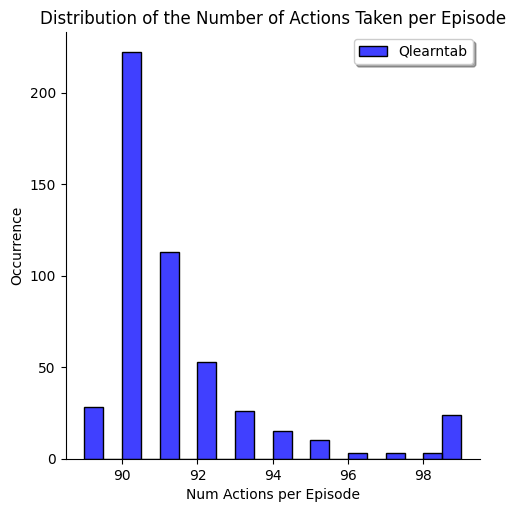 Distribution of the Number of Actions Taken per Episode
Qlearntab
200
150
100
50
0
Occurrence
90 92 94 96 98
Num Actions per Episode